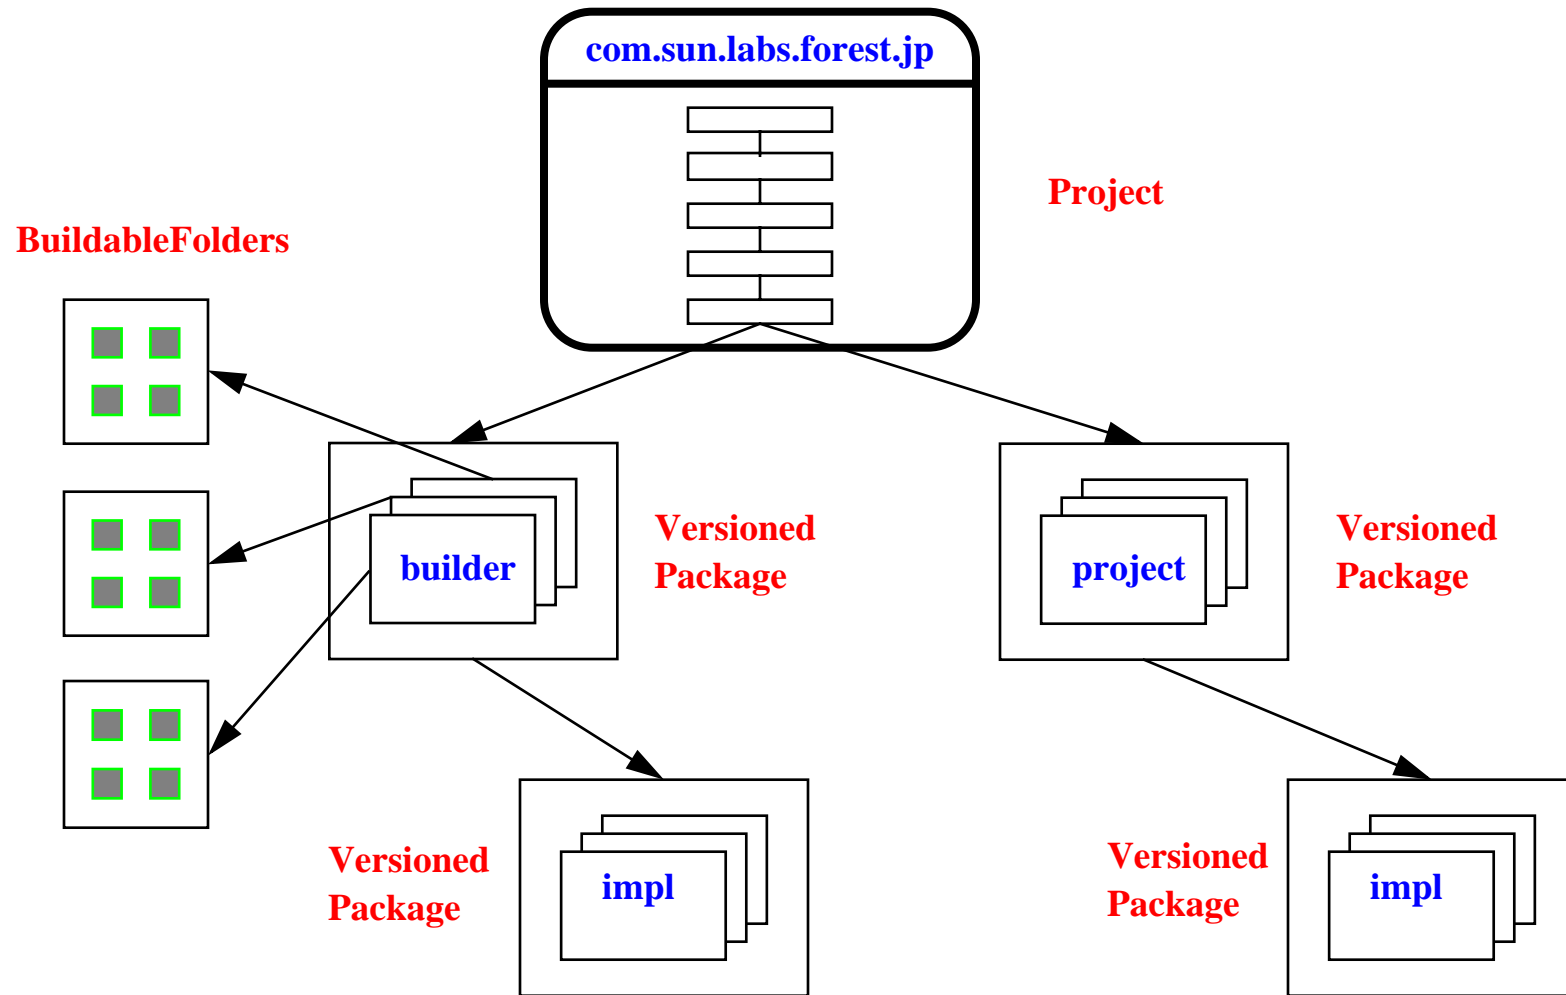 com.sun.labs.forest.jp
Project
BuildableFolders
builder
Versioned
Package
project
Versioned
Package
Versioned
Package
impl
Versioned
Package
impl